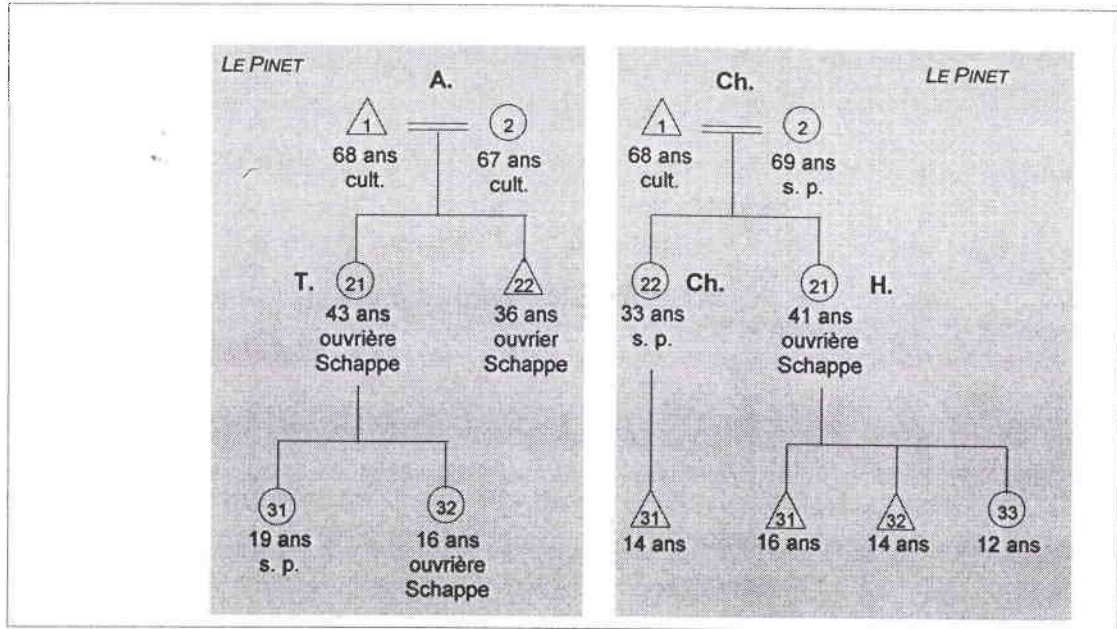 LE PINET
A.
1
2
68 ans
cult.
67 ans
cult.
T.
21
22
43 ans
ouvrière
Schappe
36 ans
ouvrier
Schappe
31
32
19 ans
s. p.
16 ans
ouvrière
Schappe
Ch.
LE PINET
1
2
68 ans
cult.
69 ans
s. p.
22
Ch.
21
H.
33 ans
s. p.
41 ans
ouvrière
Schappe
31
31
32
33
14 ans
16 ans
14 ans
12 ans